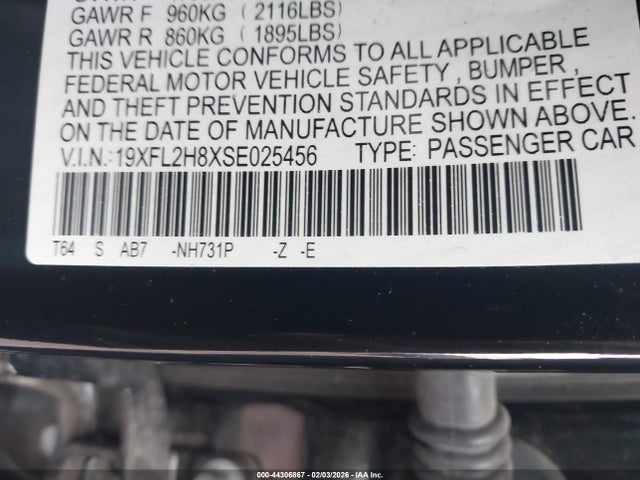 GAWR F 960KG ( 2116LBS)
GAWR R 860KG ( 1895LBS)
THIS VEHICLE CONFORMS TO ALL APPLICABLE
FEDERAL MOTOR VEHICLE SAFETY , BUMPER ,
AND THEFT PREVENTION STANDARDS IN EFFECT
ON THE DATE OF MANUFACTURE SHOWN ABOVE.
V.I.N.:19XFL2H8XSE025456 TYPE: PASSENGER CAR
T64 S AB7 -NH731P -Z -E
000-44306867 - 02/03/2026 - IAA Inc.